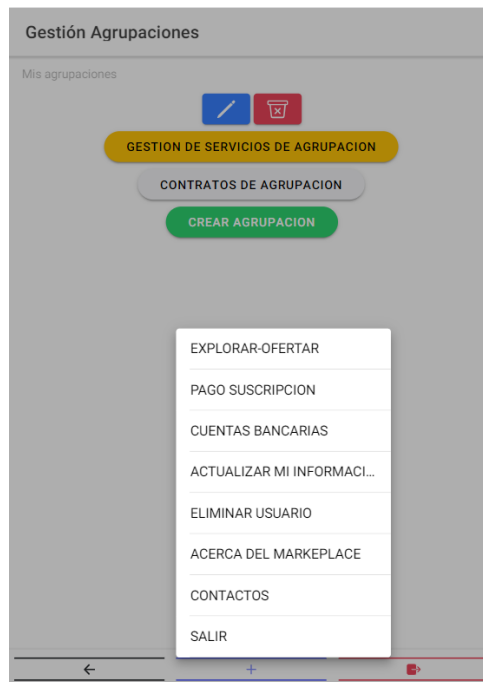 Gestión Agrupaciones
Mis agrupaciones
GESTION DE SERVICIOS DE AGRUPACION
CONTRATOS DE AGRUPACION
CREAR AGRUPACION
EXPLORAR-OFERTAR
PAGO SUSCRIPCION
CUENTAS BANCARIAS
ACTUALIZAR MI INFORMACI...
ELIMINAR USUARIO
ACERCA DEL MARKEPLACE
CONTACTOS
SALIR